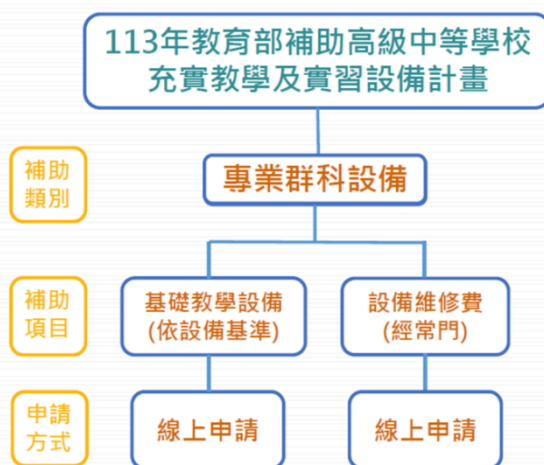 113年教育部補助高級中等學校
充實教學及實習設備計畫
補助
類別
專業群科設備
補助
項目
基礎教學設備
(依設備基準)
設備維修費
(經常門)
申請
方式
線上申請
線上申請